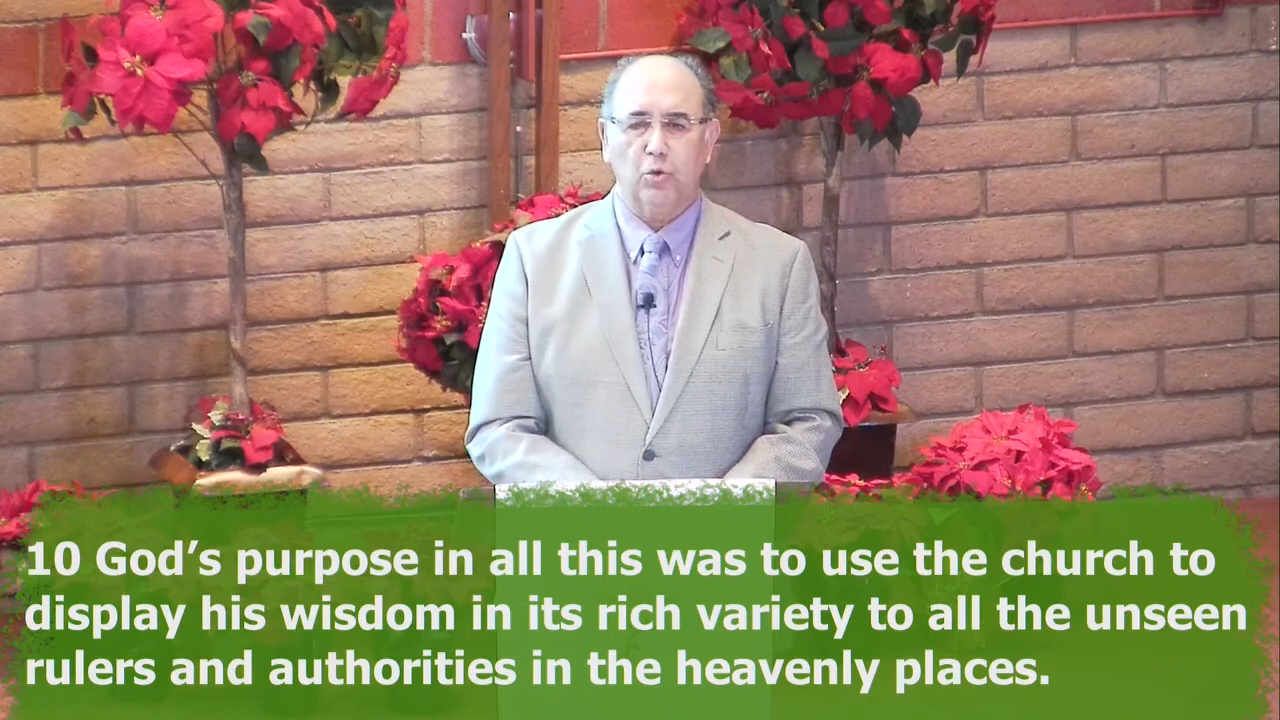 10 God’s purpose in all this was to use the church to
display his wisdom in its rich variety to all the unseen
rulers and authorities in the heavenly places.